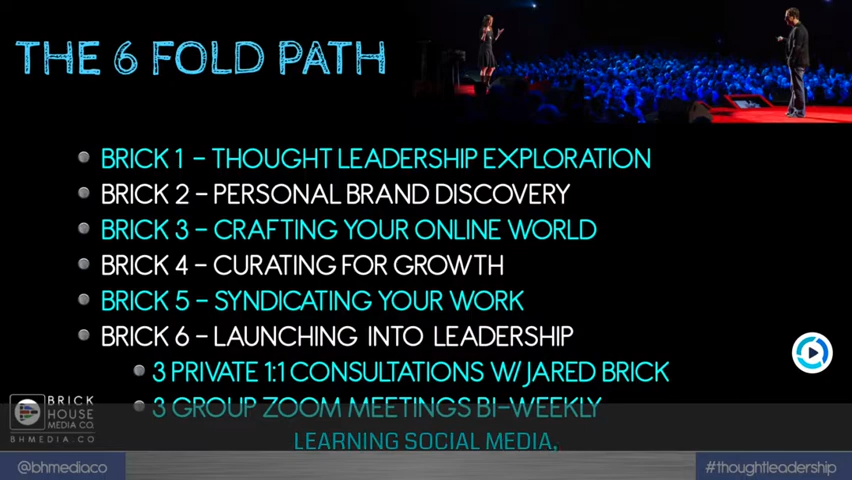 THE 6 FOLD PATH
BRICK 1 – THOUGHT LEADERSHIP EXPLORATION
BRICK 2 – PERSONAL BRAND DISCOVERY
BRICK 3 – CRAFTING YOUR ONLINE WORLD
BRICK 4 – CURATING FOR GROWTH
BRICK 5 – SYNDICATING YOUR WORK
BRICK 6 – LAUNCHING INTO LEADERSHIP
3 PRIVATE 1:1 CONSULTATIONS W/ JARED BRICK
3 GROUP ZOOM MEETINGS BI-WEEKLY
BRICK
HOUSE
MEDIA CO.
BHMEDIA.CO
LEARNING SOCIAL MEDIA,
@bhmediaco
#thoughtleadership